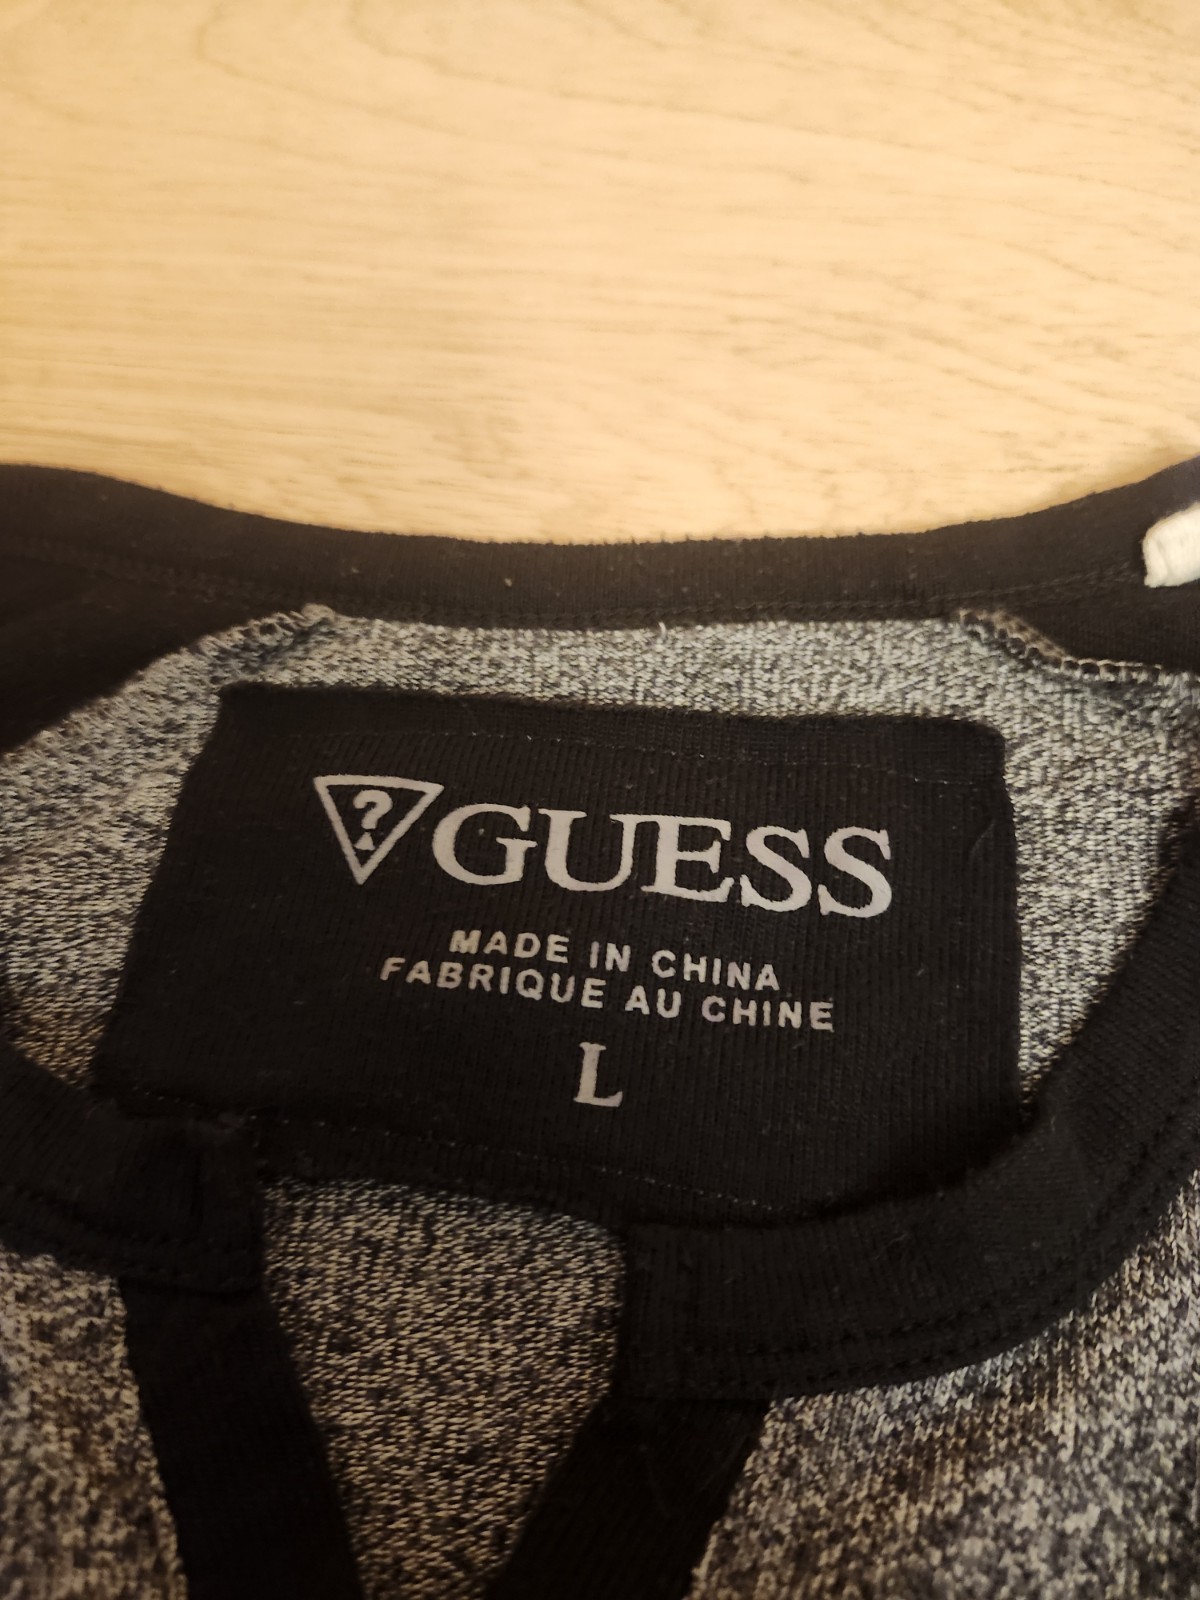 ? GUESS
MADE IN CHINA
FABRIQUE AU CHINE
L